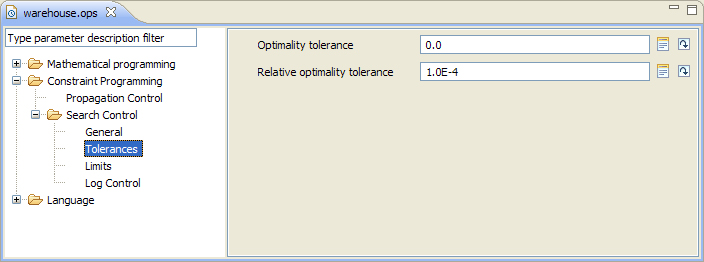 warehouse.ops
Type parameter description filter
Mathematical programming
Constraint Programming
Propagation Control
Search Control
General
Tolerances
Limits
Log Control
Language
Optimality tolerance 0.0
Relative optimality tolerance 1.0E-4